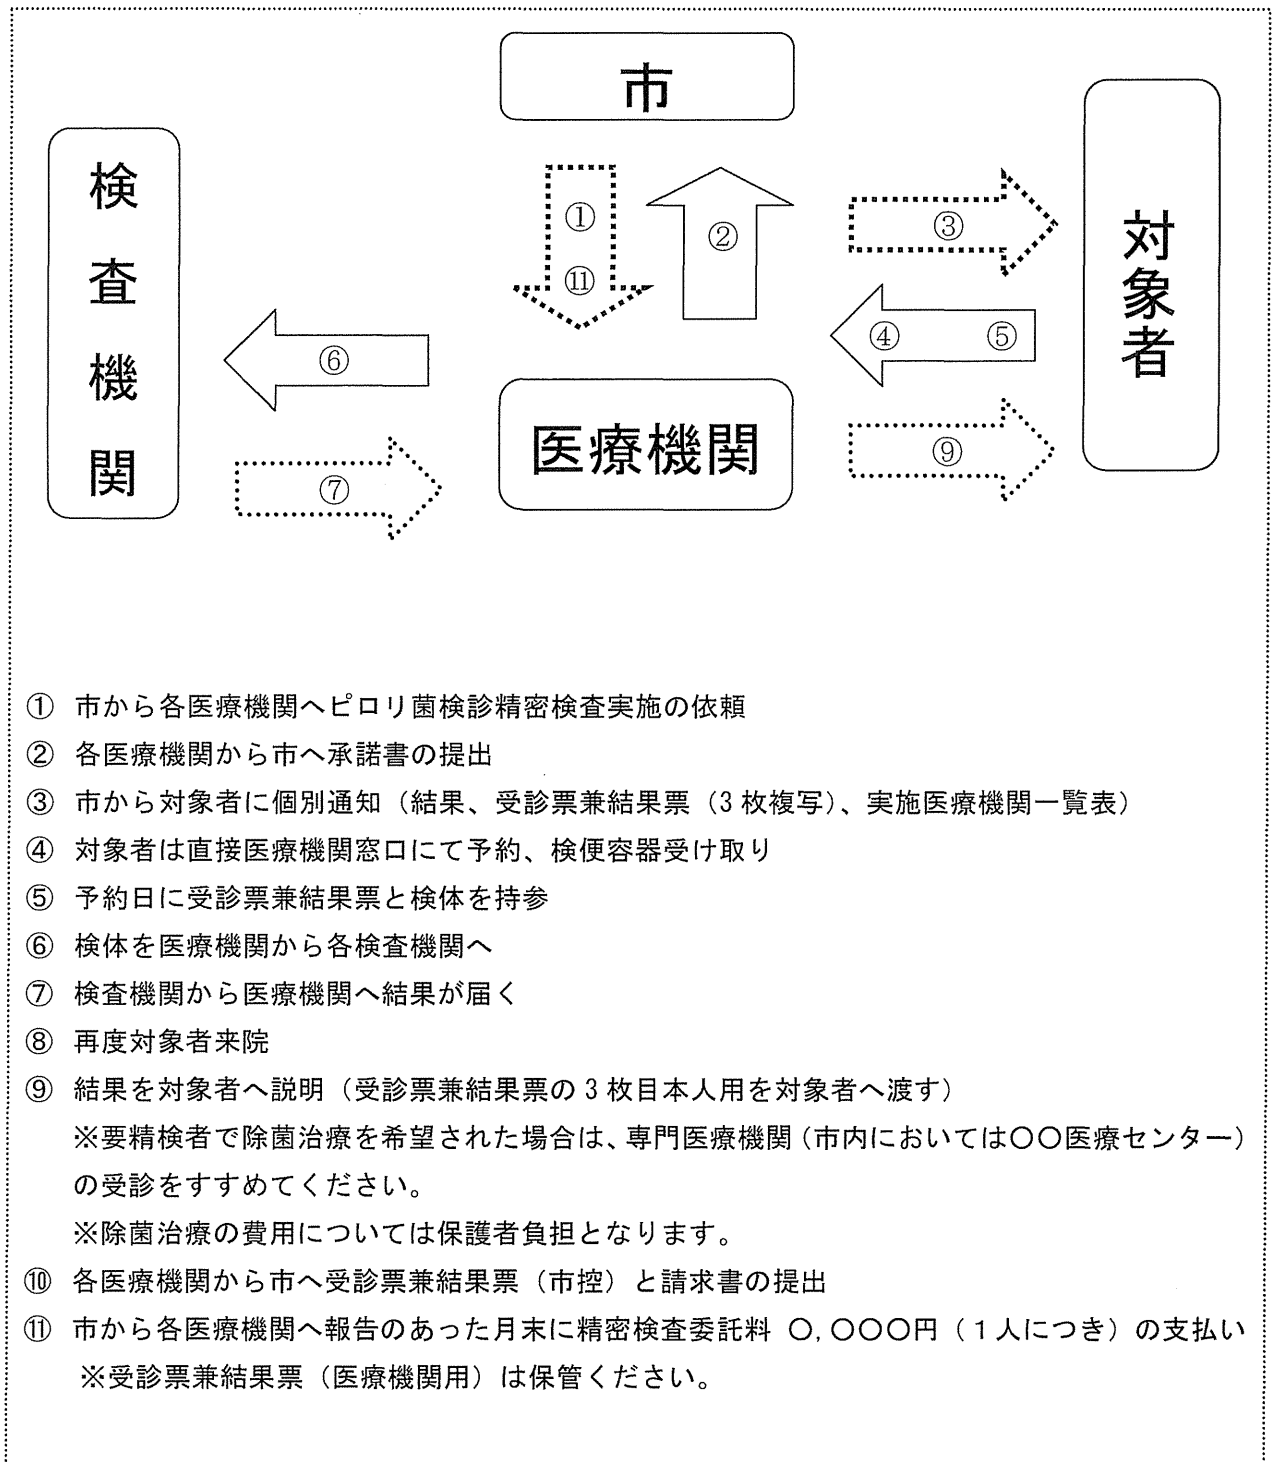 市
検査機関
対象者
①
⑪
②
③
④ ⑤
⑥
医療機関
⑨
⑦
① 市から各医療機関へピロリ菌検診精密検査実施の依頼
② 各医療機関から市へ承諾書の提出
③ 市から対象者に個別通知（結果、受診票兼結果票（3枚複写）、実施医療機関一覧表）
④ 対象者は直接医療機関窓口にて予約、検便容器受け取り
⑤ 予約日に受診票兼結果票と検体を持参
⑥ 検体を医療機関から各検査機関へ
⑦ 検査機関から医療機関へ結果が届く
⑧ 再度対象者来院
⑨ 結果を対象者へ説明（受診票兼結果票の3枚目本人用を対象者へ渡す）
※要精検者で除菌治療を希望された場合は、専門医療機関（市内においては〇〇医療センター）
の受診をすすめてください。
※除菌治療の費用については保護者負担となります。
⑩ 各医療機関から市へ受診票兼結果票（市控）と請求書の提出
⑪ 市から各医療機関へ報告のあった月末に精密検査委託料 〇,〇〇〇円（１人につき）の支払い
※受診票兼結果票（医療機関用）は保管ください。